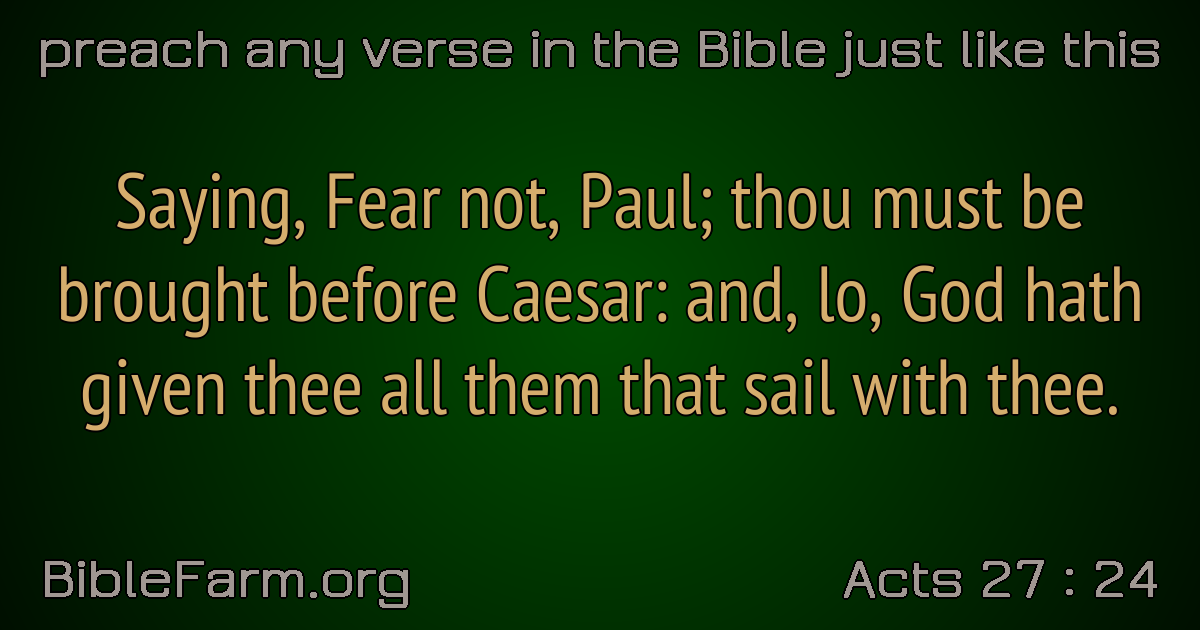 preach any verse in the Bible just like this
Saying, Fear not, Paul; thou must be
brought before Caesar: and, lo, God hath
given thee all them that sail with thee.
BibleFarm.org
Acts 27 : 24